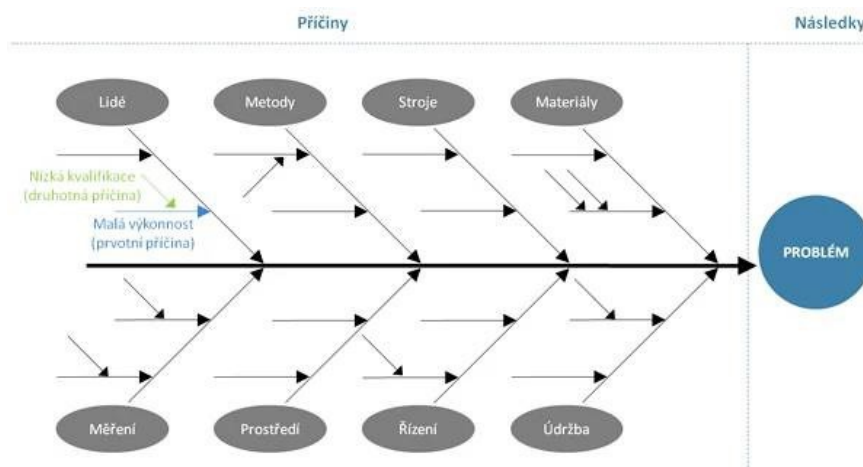 Příčiny
Následky
Lidé
Metody
Stroje
Materiály
Nízká kvalifikace
(druhotná příčina)
Malá výkonnost
(prvotní příčina)
PROBLÉM
Měření
Prostředí
Řízení
Údržba